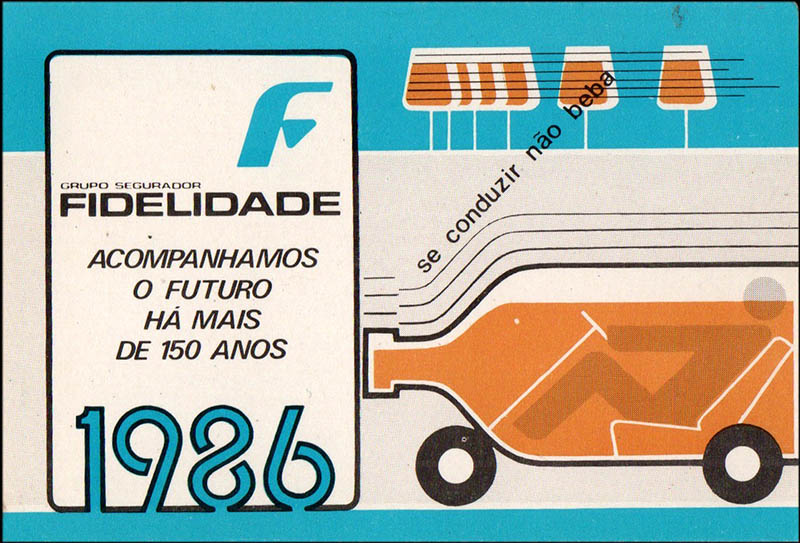 GRUPO SEGURADOR
FIDELIDADE
ACOMPANHAMOS
O FUTURO
HÁ MAIS
DE 150 ANOS
1986
se conduzir não beba